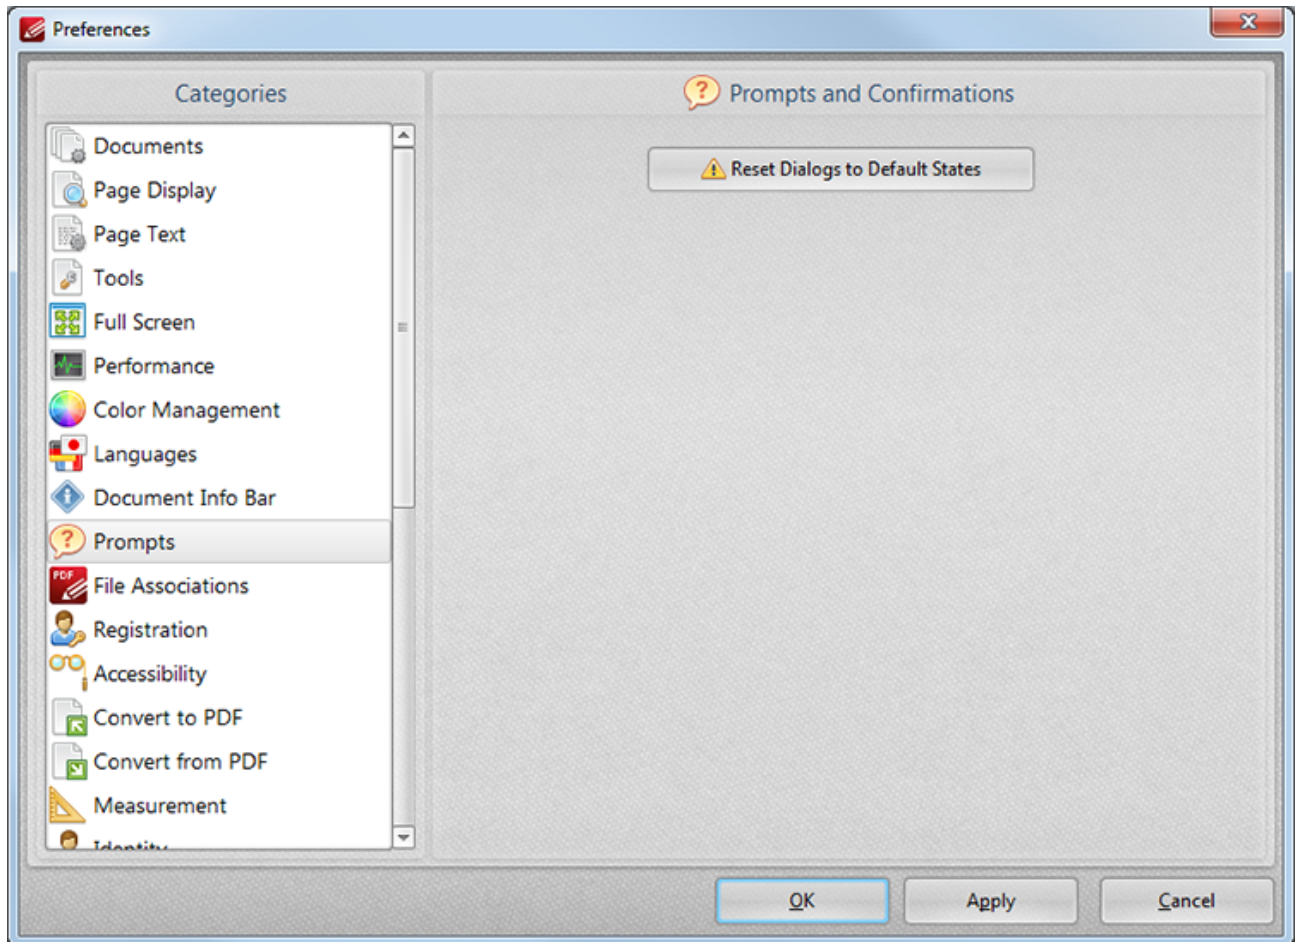 Preferences
Categories
Documents
Page Display
Page Text
Tools
Full Screen
Performance
Color Management
Languages
Document Info Bar
Prompts
PDF
File Associations
Registration
Accessibility
Convert to PDF
Convert from PDF
Measurement
Identity
Prompts and Confirmations
Reset Dialogs to Default States
OK
Apply
Cancel